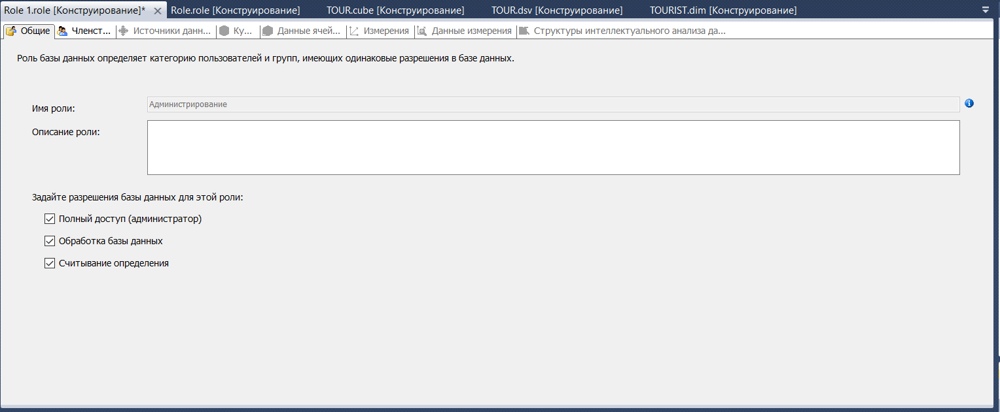 Role 1.role [Конструирование]* Role.role [Конструирование] TOUR.cube [Конструирование] TOUR.dsv [Конструирование] TOURIST.dim [Конструирование]
Общие Членст... Источники данн... Ку... Данные ячей... Измерения Данные измерения Структуры интеллектуального анализа да...
Роль базы данных определяет категорию пользователей и групп, имеющих одинаковые разрешения в базе данных.
Имя роли: Администрирование
Описание роли:
Задайте разрешения базы данных для этой роли:
Полный доступ (администратор)
Обработка базы данных
Считывание определения